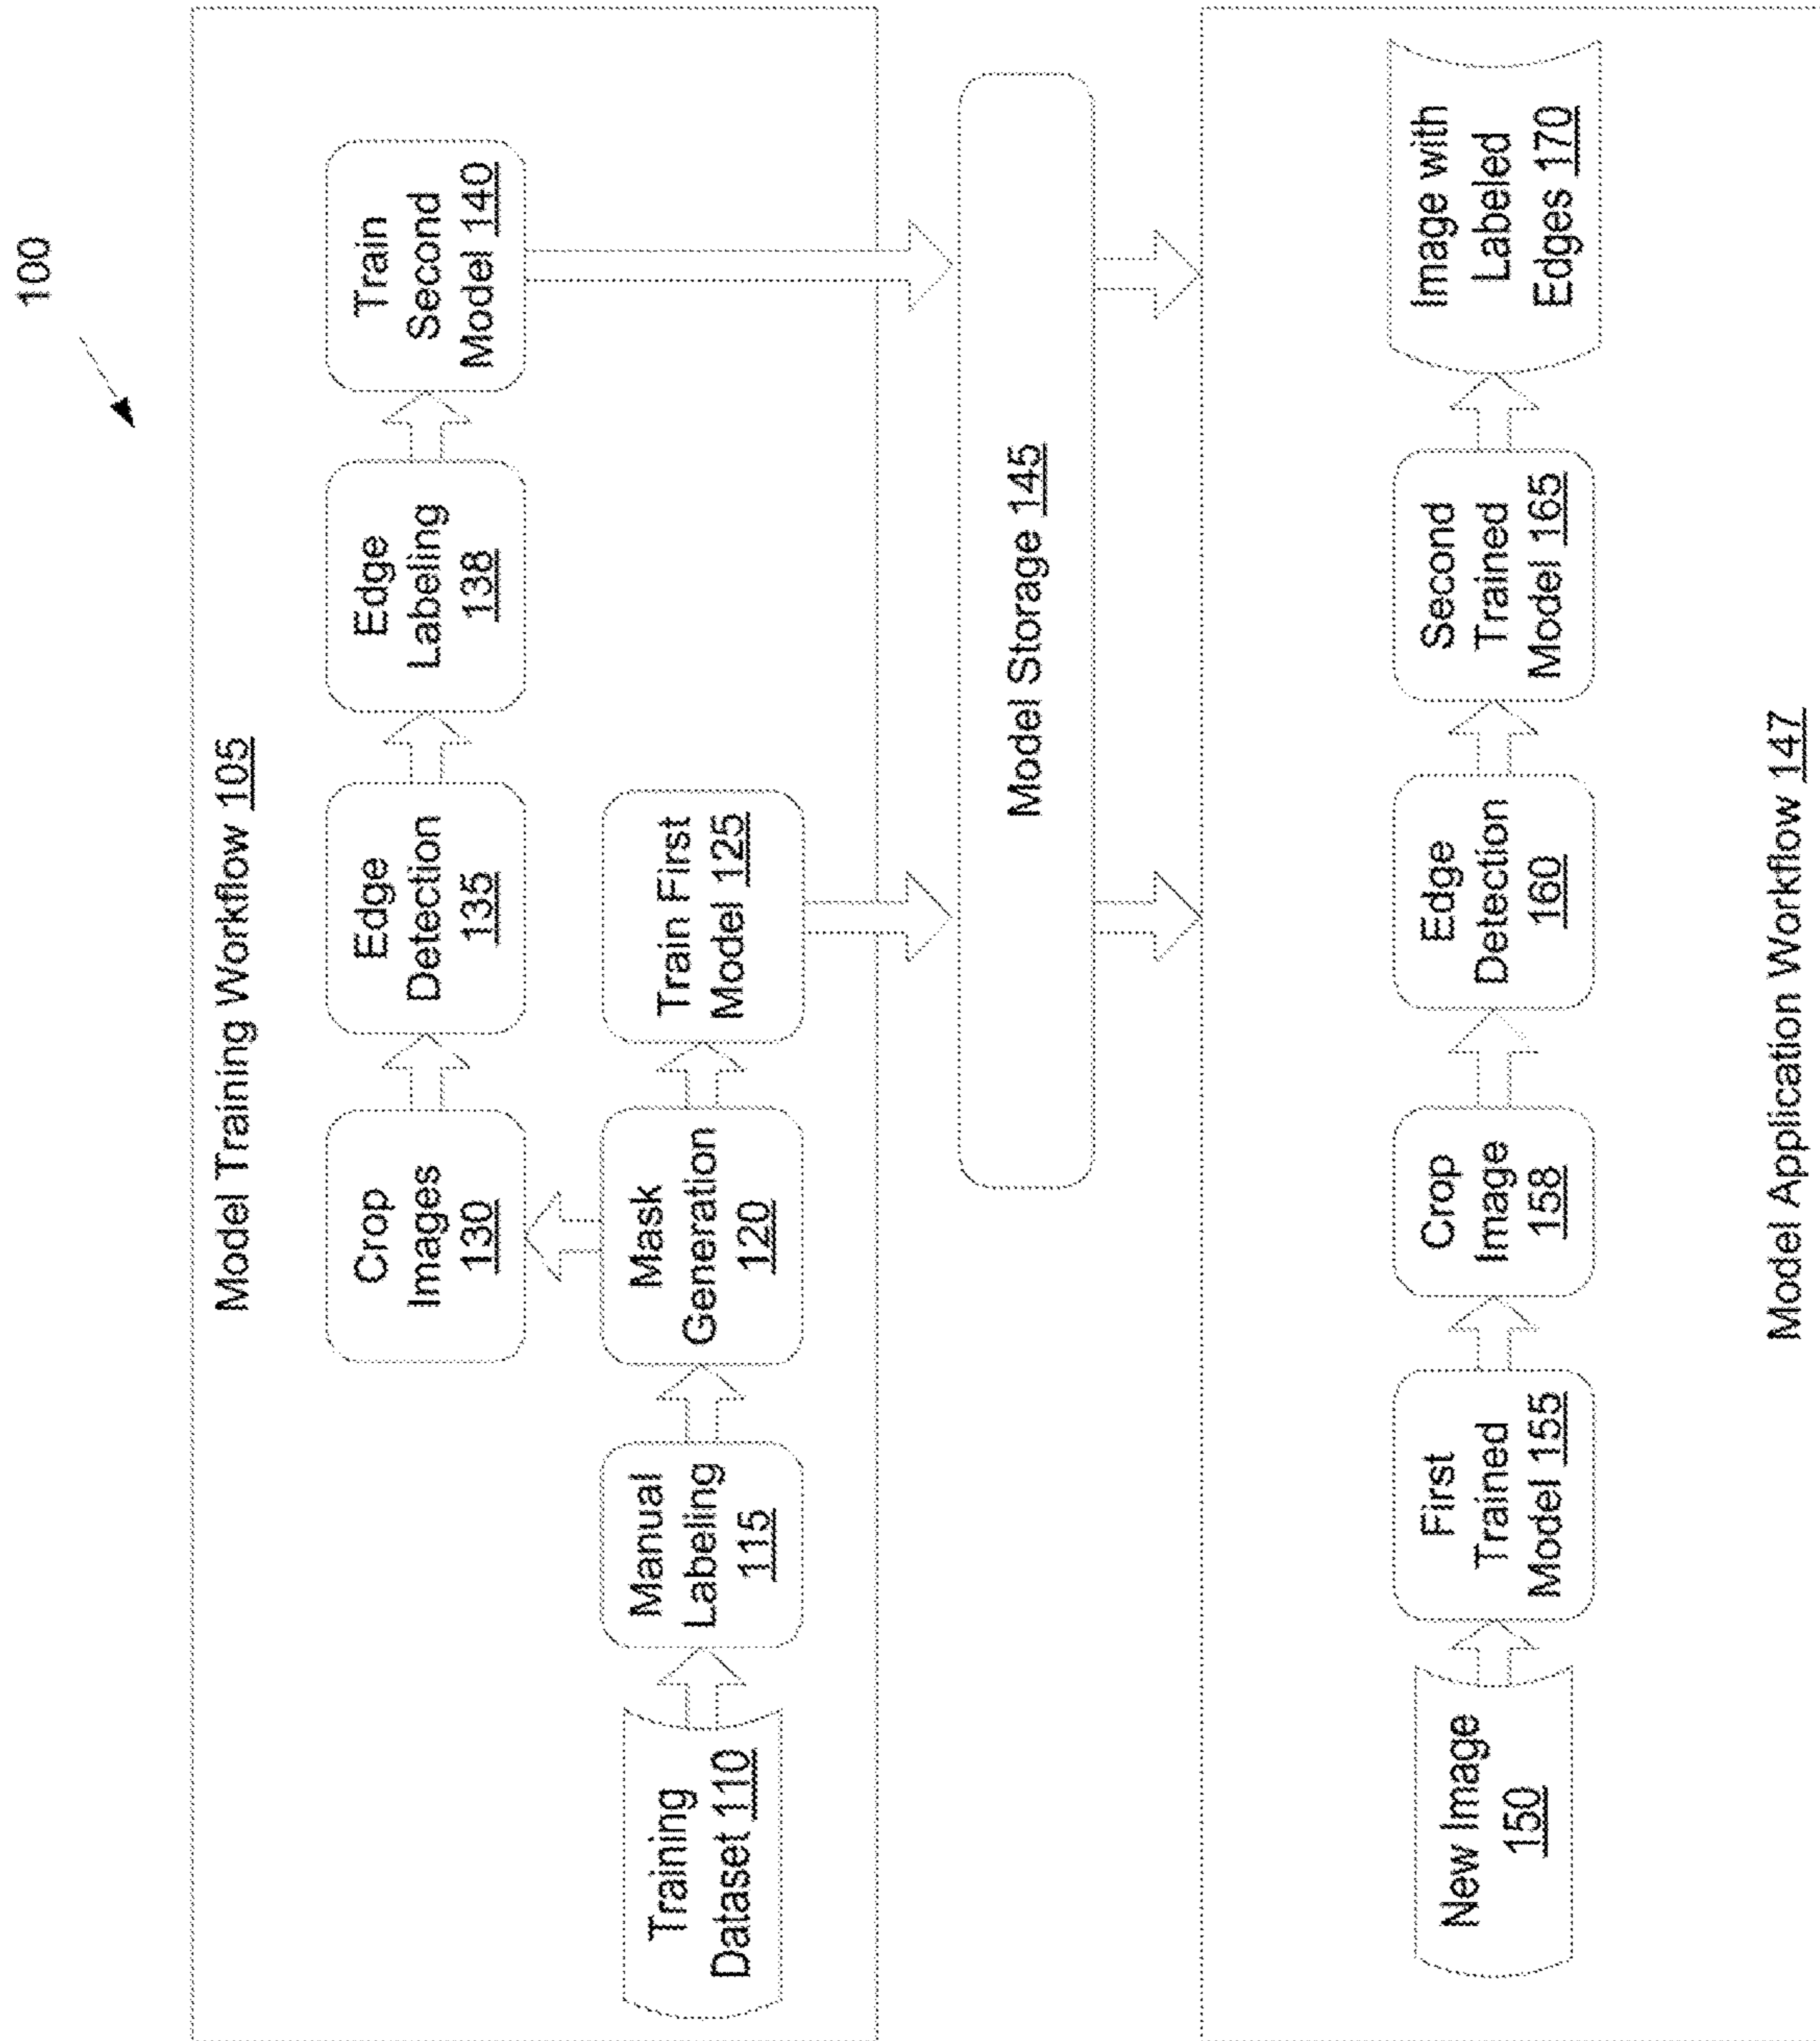 100
Model Training Workflow 105
Crop
Images
130
Edge
Detection
135
Edge
Labeling
138
Train
Second
Model 140
Training
Dataset 110
Manual
Labeling
115
Mask
Generation
120
Train First
Model 125
Model Storage 145
New Image
150
First
Trained
Model 155
Crop
Image
158
Edge
Detection
160
Second
Trained
Model 165
Image with
Labeled
Edges 170
Model Application Workflow 147